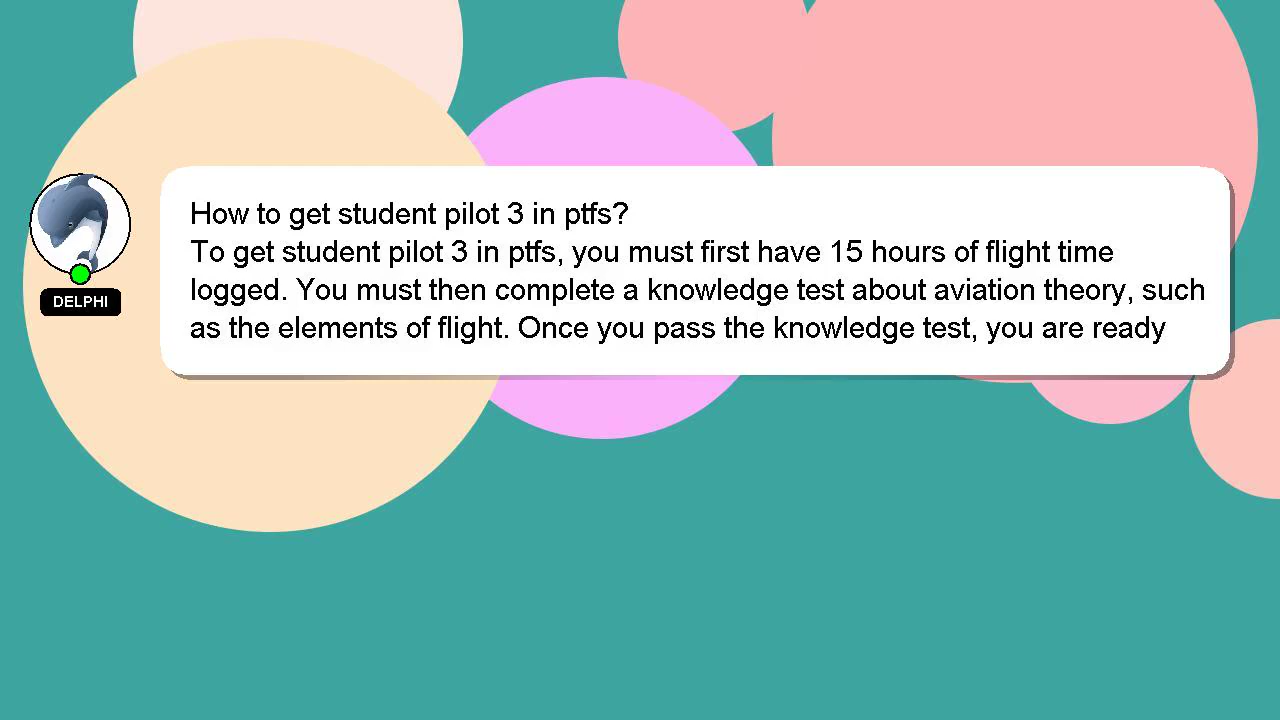 How to get student pilot 3 in ptfs?
To get student pilot 3 in ptfs, you must first have 15 hours of flight time
logged. You must then complete a knowledge test about aviation theory, such
as the elements of flight. Once you pass the knowledge test, you are ready
DELPHI